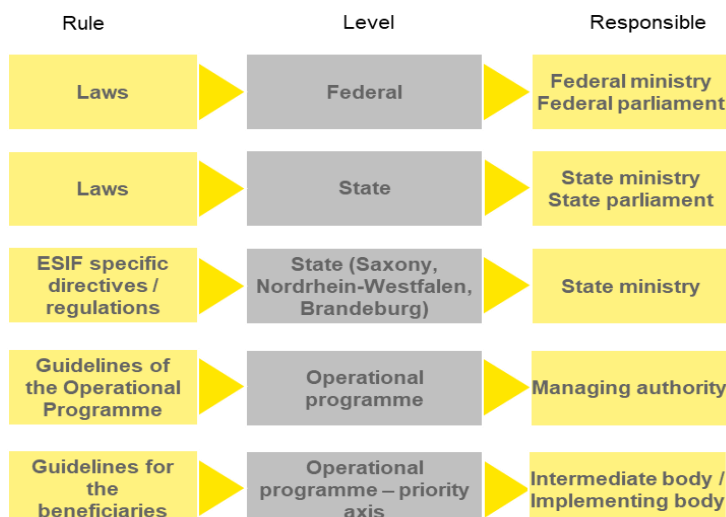 Rule Level Responsible
Laws
Federal
Federal ministry
Federal parliament
Laws
State
State ministry
State parliament
ESIF specific
directives /
regulations
State (Saxony,
Nordrhein-Westfalen,
Brandeburg)
State ministry
Guidelines of
the Operational
Programme
Operational
programme
Managing authority
Guidelines for
the
beneficiaries
Operational
programme – priority
axis
Intermediate body /
Implementing body